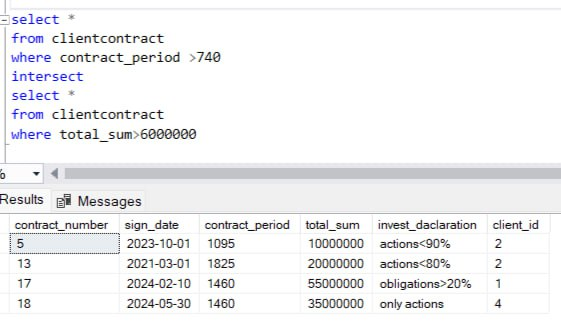 select *
from clientcontract
where contract_period >740
intersect
select *
from clientcontract
where total_sum>6000000
%
Results Messages
contract_number sign_date contract_period total_sum invest_daclaration client_id
5 2023-10-01 1095 10000000 actions<90% 2
13 2021-03-01 1825 20000000 actions<80% 2
17 2024-02-10 1460 55000000 obligations>20% 1
18 2024-05-30 1460 35000000 only actions 4